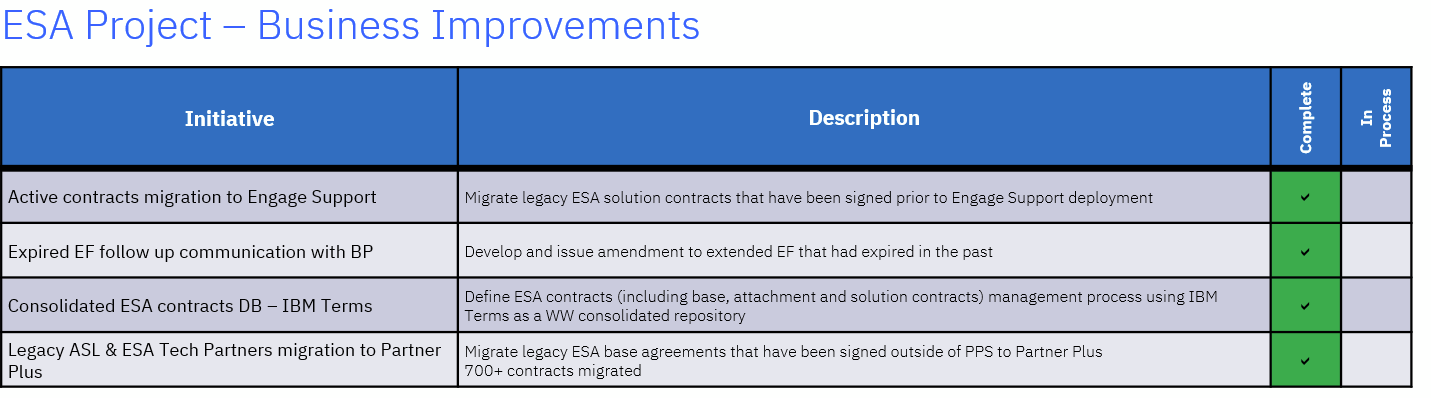 ESA Project – Business Improvements
Initiative
Description
Complete
In
Process
Active contracts migration to Engage Support
Migrate legacy ESA solution contracts that have been signed prior to Engage Support deployment
✓
Expired EF follow up communication with BP
Develop and issue amendment to extended EF that had expired in the past
✓
Consolidated ESA contracts DB – IBM Terms
Define ESA contracts (including base, attachment and solution contracts) management process using IBM
Terms as a WW consolidated repository
✓
Legacy ASL & ESA Tech Partners migration to Partner
Plus
Migrate legacy ESA base agreements that have been signed outside of PPS to Partner Plus
700+ contracts migrated
✓